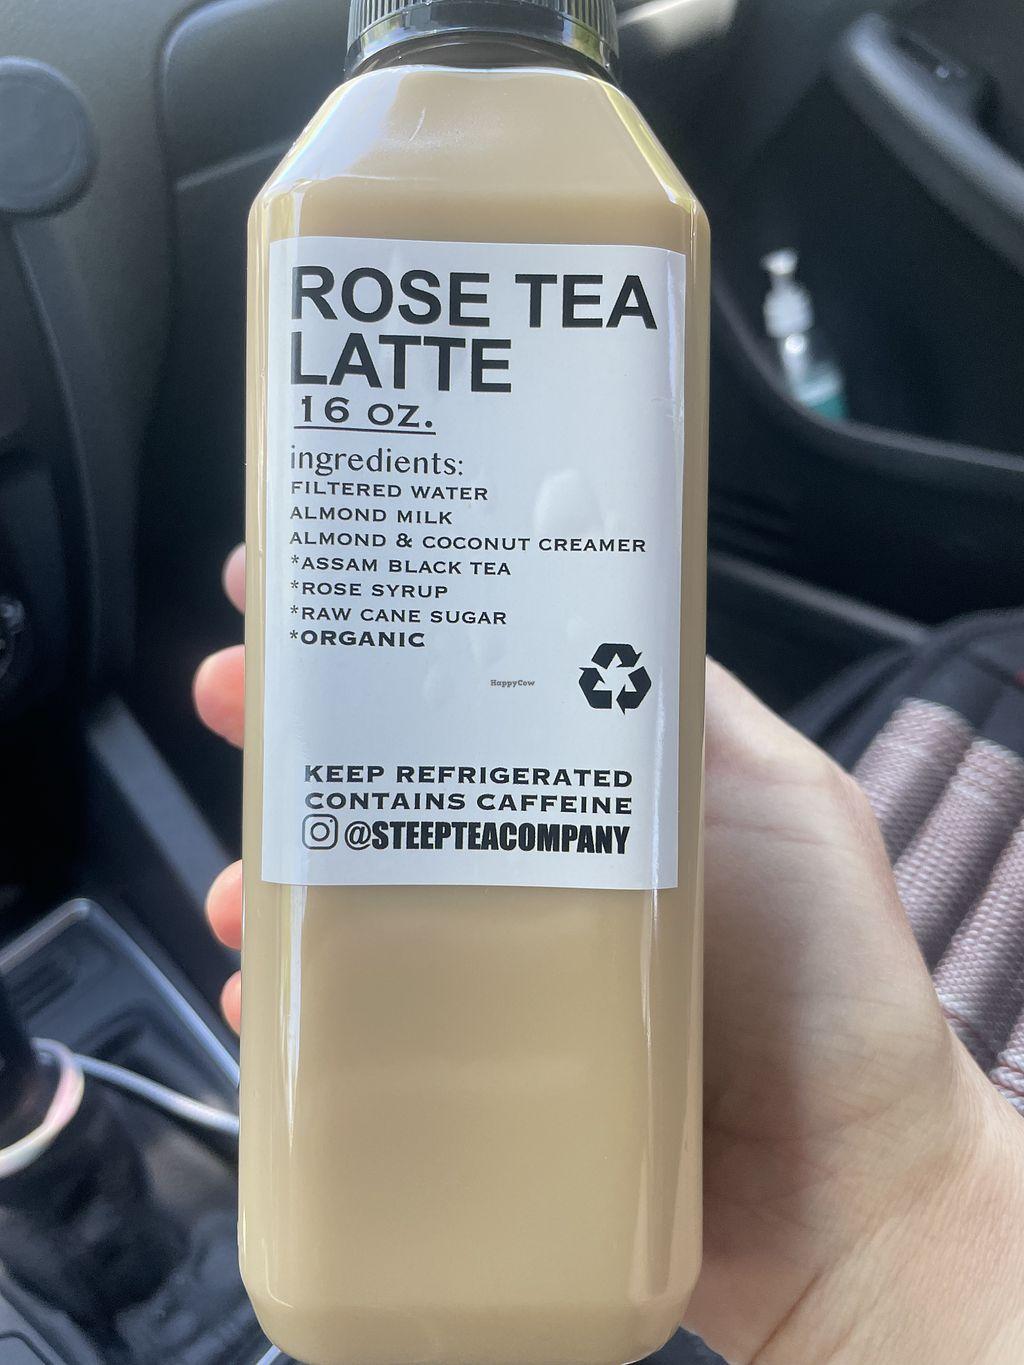 ROSE TEA
LATTE
16 OZ.
ingredients:
FILTERED WATER
ALMOND MILK
ALMOND & COCONUT CREAMER
*ASSAM BLACK TEA
*ROSE SYRUP
*RAW CANE SUGAR
*ORGANIC
HappyCow
KEEP REFRIGERATED
CONTAINS CAFFEINE
@STEEPTEACOMPANY